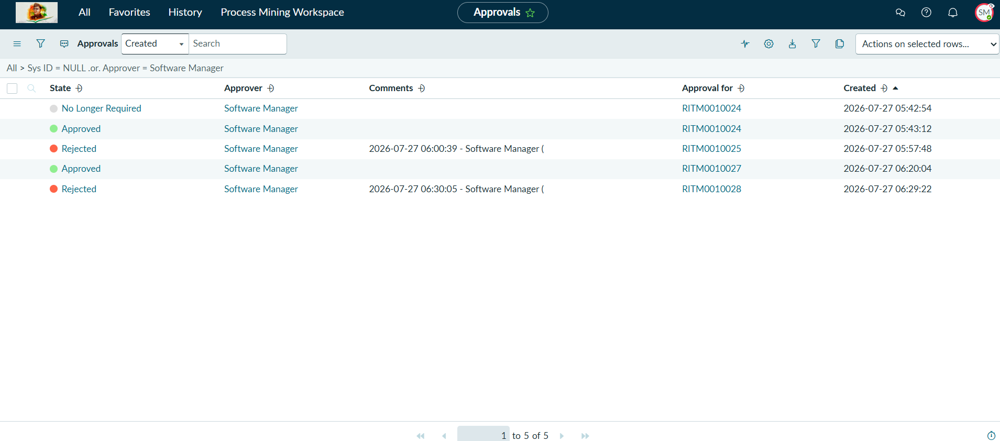 All Favorites History Process Mining Workspace Approvals SM
Approvals Created Search Actions on selected rows...
All > Sys ID = NULL .or. Approver = Software Manager
State Approver Comments Approval for Created
No Longer Required Software Manager RITM0010024 2026-07-27 05:42:54
Approved Software Manager RITM0010024 2026-07-27 05:43:12
Rejected Software Manager 2026-07-27 06:00:39 - Software Manager ( RITM0010025 2026-07-27 05:57:48
Approved Software Manager RITM0010027 2026-07-27 06:20:04
Rejected Software Manager 2026-07-27 06:30:05 - Software Manager ( RITM0010028 2026-07-27 06:29:22
1 to 5 of 5